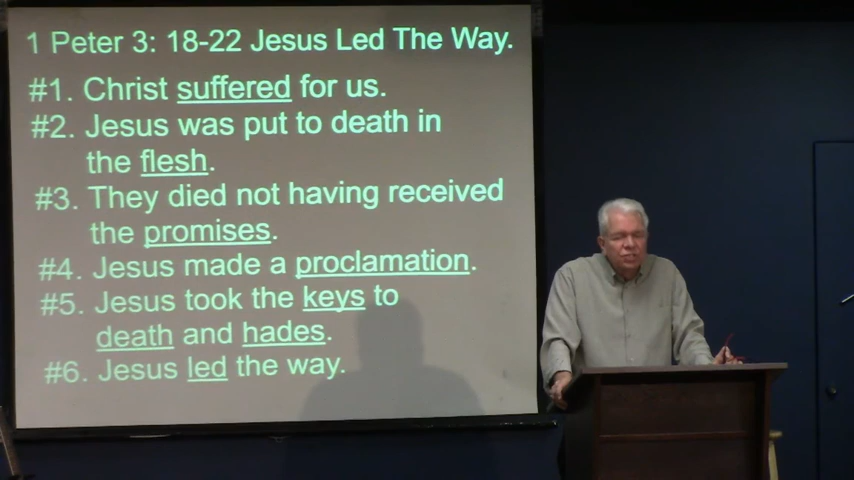 1 Peter 3: 18-22 Jesus Led The Way.
#1. Christ suffered for us.
#2. Jesus was put to death in
the flesh.
#3. They died not having received
the promises.
#4. Jesus made a proclamation.
#5. Jesus took the keys to
death and hades.
#6. Jesus led the way.